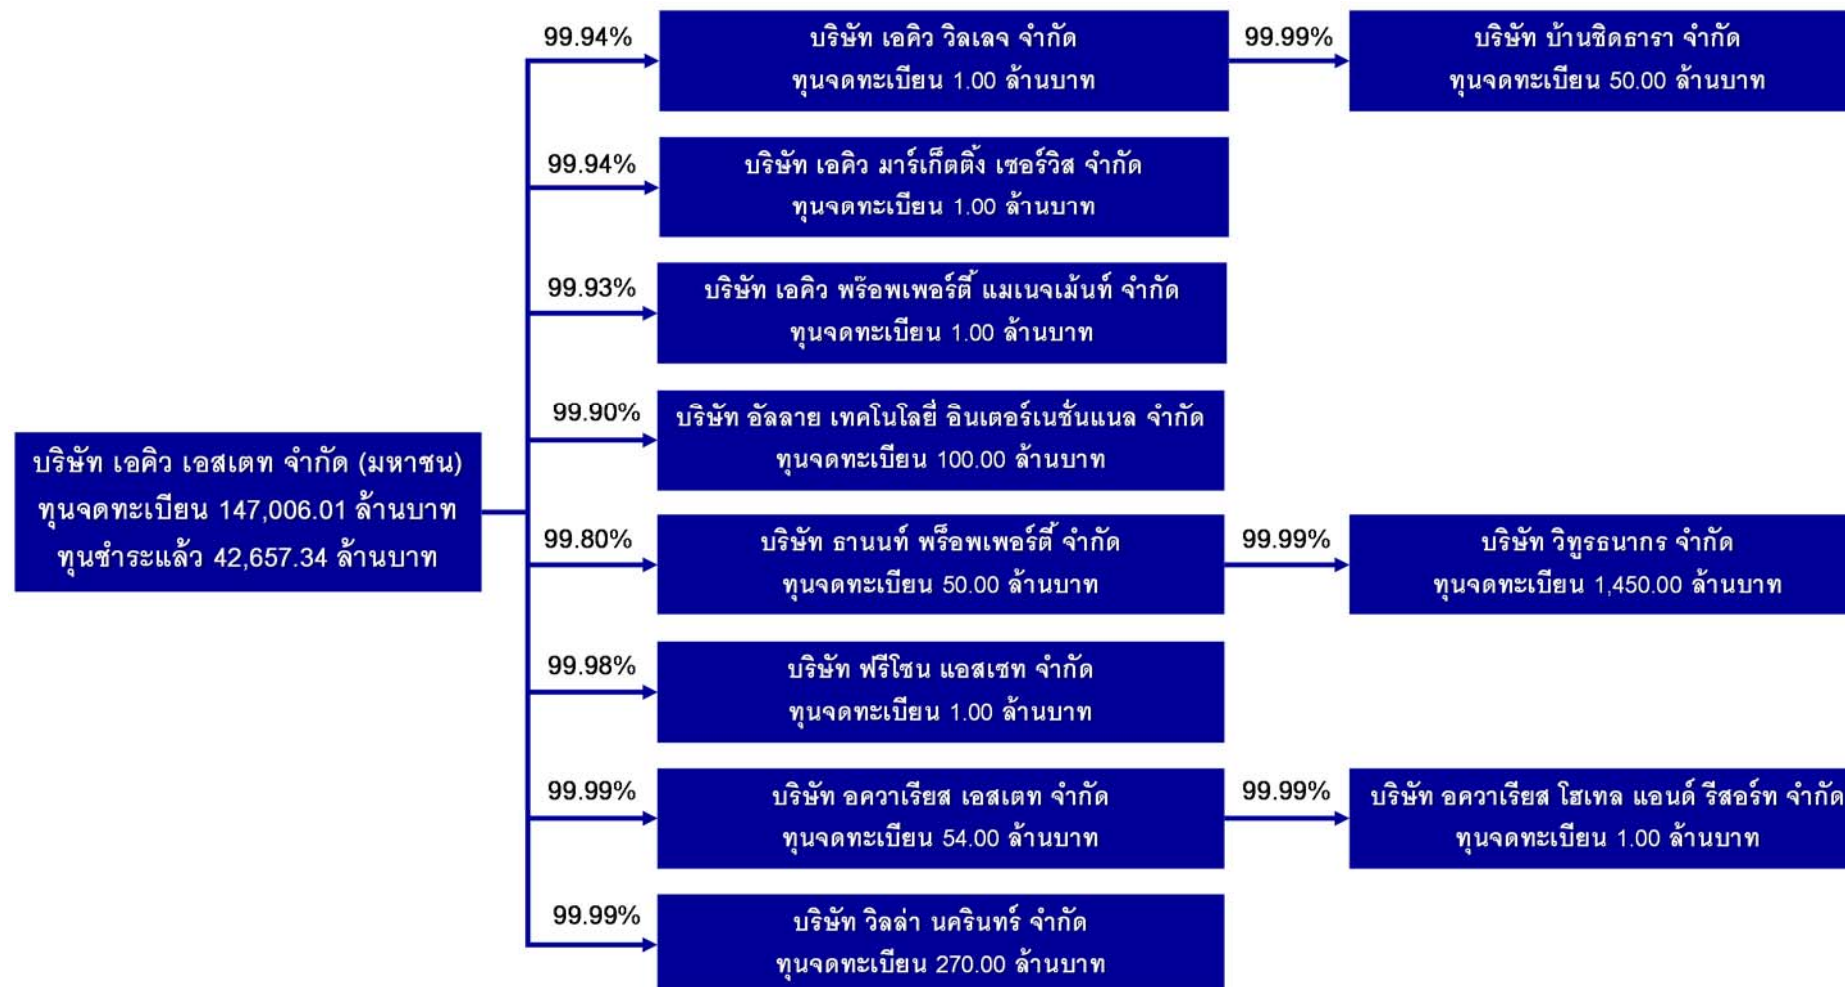 99.94%
บริษัท เอคิว วิลเลจ จำกัด
ทุนจดทะเบียน 1.00 ล้านบาท
99.99%
บริษัท บ้านชิดธารา จำกัด
ทุนจดทะเบียน 50.00 ล้านบาท
99.94%
บริษัท เอคิว มาร์เก็ตติ้ง เซอร์วิส จำกัด
ทุนจดทะเบียน 1.00 ล้านบาท
99.93%
บริษัท เอคิว พร๊อพเพอร์ตี้ แมเนจเม้นท์ จำกัด
ทุนจดทะเบียน 1.00 ล้านบาท
99.90%
บริษัท อัลลาย เทคโนโลยี่ อินเตอร์เนชั่นแนล จำกัด
ทุนจดทะเบียน 100.00 ล้านบาท
บริษัท เอคิว เอสเตท จำกัด (มหาชน)
ทุนจดทะเบียน 147,006.01 ล้านบาท
ทุนชำระแล้ว 42,657.34 ล้านบาท
99.80%
บริษัท ธานนท์ พร็อพเพอร์ตี้ จำกัด
ทุนจดทะเบียน 50.00 ล้านบาท
99.99%
บริษัท วิทูรธนากร จำกัด
ทุนจดทะเบียน 1,450.00 ล้านบาท
99.98%
บริษัท ฟรีโซน แอสเซท จำกัด
ทุนจดทะเบียน 1.00 ล้านบาท
99.99%
บริษัท อควาเรียส เอสเตท จำกัด
ทุนจดทะเบียน 54.00 ล้านบาท
99.99%
บริษัท อควาเรียส โฮเทล แอนด์ รีสอร์ท จำกัด
ทุนจดทะเบียน 1.00 ล้านบาท
99.99%
บริษัท วิลล่า นครินทร์ จำกัด
ทุนจดทะเบียน 270.00 ล้านบาท